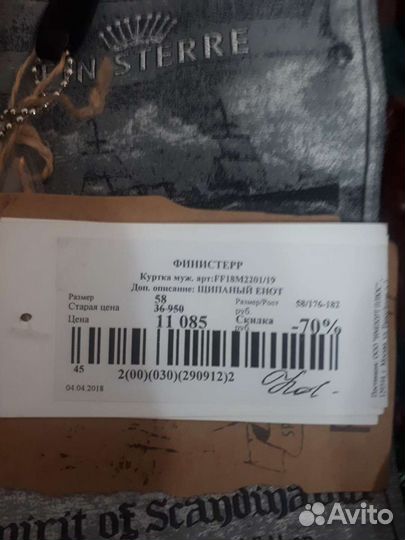 FINISTERRE
ФИНИСТЕРР
Куртка муж. арт:FF18M2201/19
Доп. описание: ЩИПАНЫЙ ЕНОТ
Размер 58 Размер/Рост 58/176-182
Старая цена 36-950 руб.
Цена 11 085 руб. Скидка -70%
45
2(00)(030)(290912)2
04.04.2018
Spirit of Scandinavian
Avito